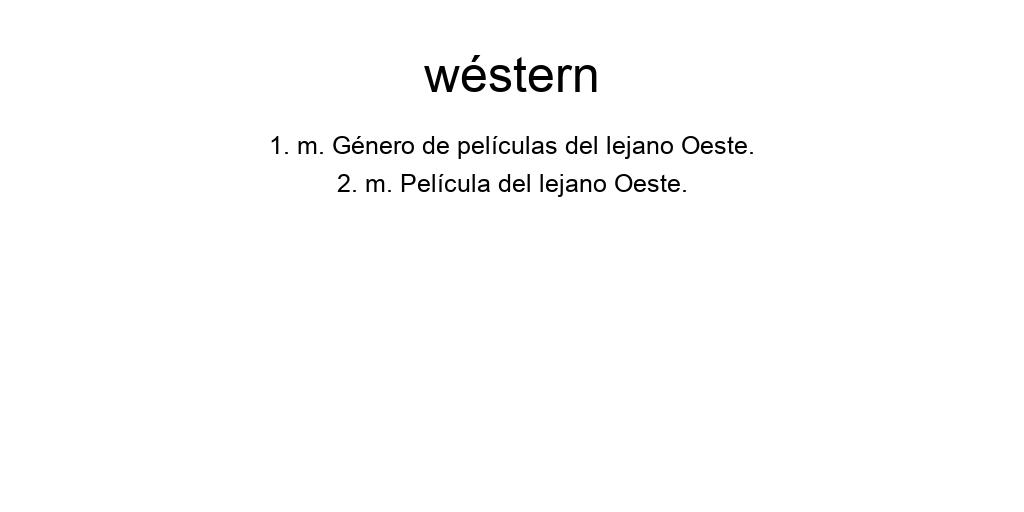 wéstern
1. m. Género de películas del lejano Oeste.
2. m. Película del lejano Oeste.